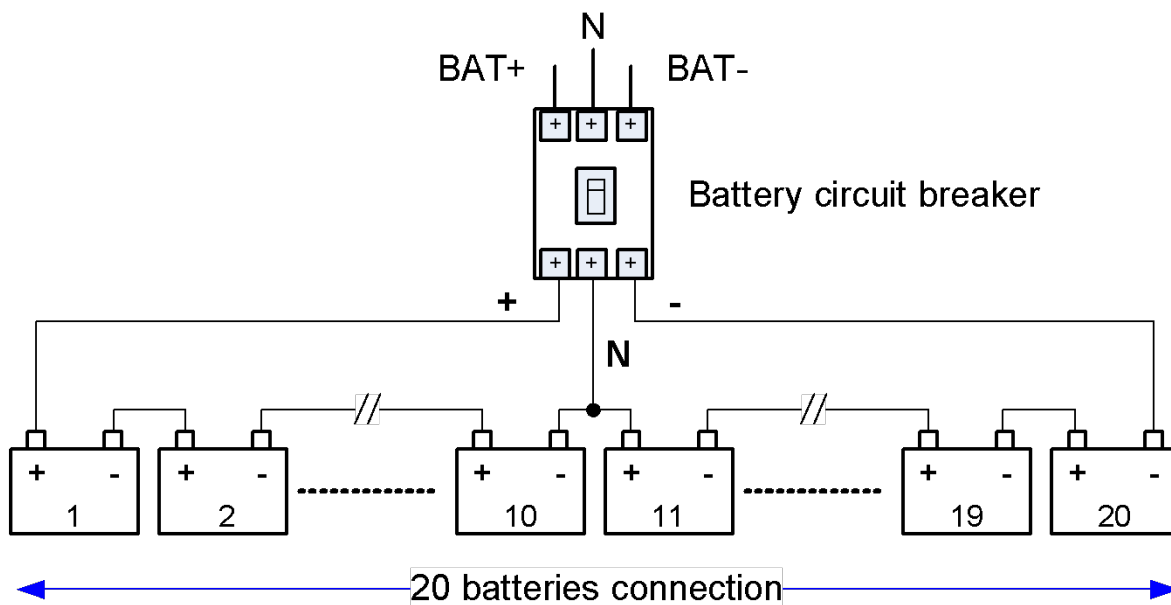 N
BAT+ BAT-
+ + +
Battery circuit breaker
+ + +
+ -
N
// //
+ - + - + - + - + - + -
1 2 10 11 19 20
20 batteries connection